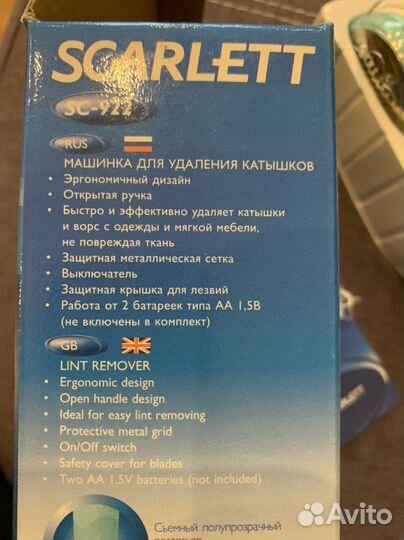 SCARLETT
SC-922
RUS
МАШИНКА ДЛЯ УДАЛЕНИЯ КАТЫШКОВ
• Эргономичный дизайн
• Открытая ручка
• Быстро и эффективно удаляет катышки
и ворс с одежды и мягкой мебели,
не повреждая ткань
• Защитная металлическая сетка
• Выключатель
• Защитная крышка для лезвий
• Работа от 2 батареек типа АА 1,5В
(не включены в комплект)
GB
LINT REMOVER
• Ergonomic design
• Open handle design
• Ideal for easy lint removing
• Protective metal grid
• On/Off switch
• Safety cover for blades
• Two AA 1.5V batteries (not included)
Съемный полупрозрачный
SCARLETT
Avito